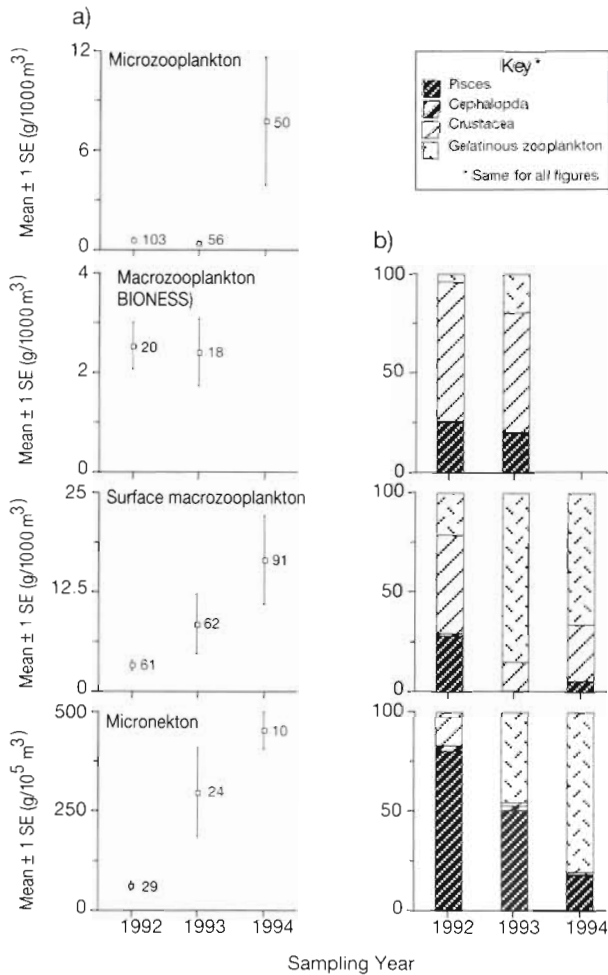 a)
Microzooplankton
Mean ± 1 SE (g/1000 m³)
12
6
0
103
56
50
Key *
Pisces
Cephalopda
Crustacea
Gelatinous zooplankton
* Same for all figures
Macrozooplankton
BIONESS)
Mean ± 1 SE (g/1000 m³)
4
2
0
20
18
b)
100
50
0
Surface macrozooplankton
Mean ± 1 SE (g/1000 m³)
25
12.5
0
61
62
91
100
50
0
Micronekton
Mean ± 1 SE (g/10⁵ m³)
500
250
0
29
24
10
100
50
0
1992 1993 1994
1992 1993 1994
Sampling Year